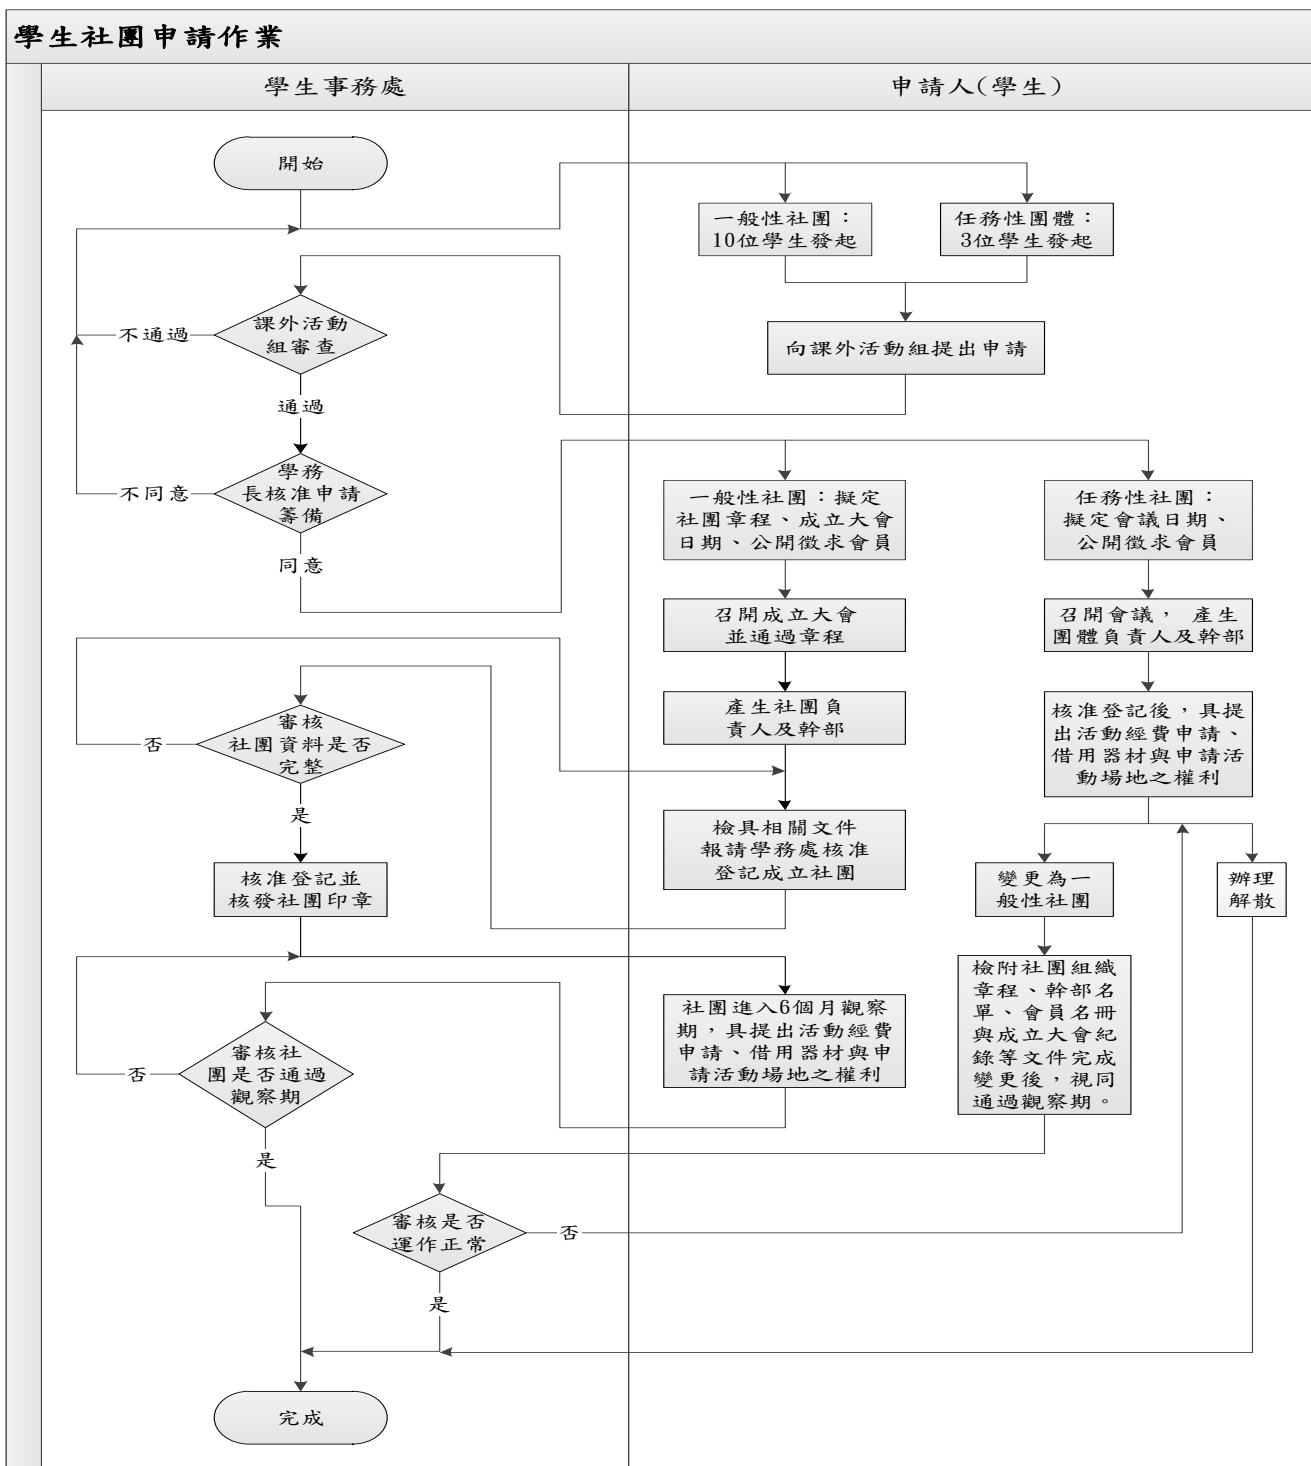 學生社團申請作業
學生事務處
申請人(學生)
開始
一般性社團：
10位學生發起
任務性團體：
3位學生發起
課外活動
組審查
不通過
向課外活動組提出申請
通過
學務
長核准申請
籌備
不同意
同意
一般性社團：擬定
社團章程、成立大會
日期、公開徵求會員
任務性社團：
擬定會議日期、
公開徵求會員
召開成立大會
並通過章程
召開會議， 產生
團體負責人及幹部
產生社團負
責人及幹部
核准登記後，具提
出活動經費申請、
借用器材與申請活
動場地之權利
審核
社團資料是否
完整
否
是
檢具相關文件
報請學務處核准
登記成立社團
核准登記並
核發社團印章
變更為一
般性社團
辦理
解散
社團進入6個月觀察
期，具提出活動經費
申請、借用器材與申
請活動場地之權利
檢附社團組織
章程、幹部名
單、會員名冊
與成立大會紀
錄等文件完成
變更後，視同
通過觀察期。
審核社
團是否通過
觀察期
否
是
審核是否
運作正常
否
是
完成